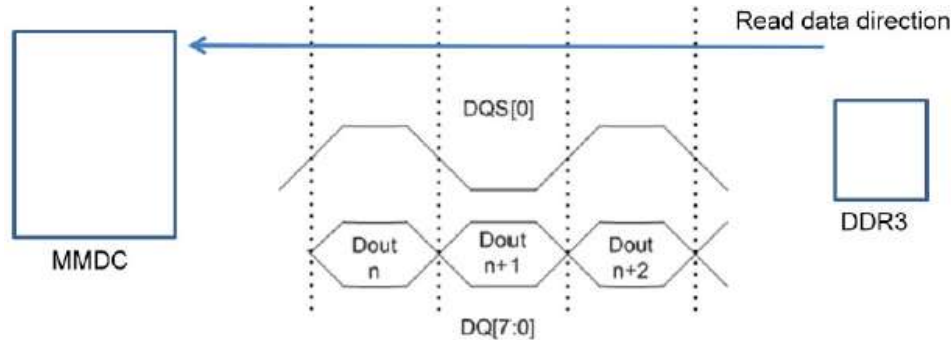 Read data direction
DQS[0]
DDR3
MMDC
Dout
n
Dout
n+1
Dout
n+2
DQ[7:0]